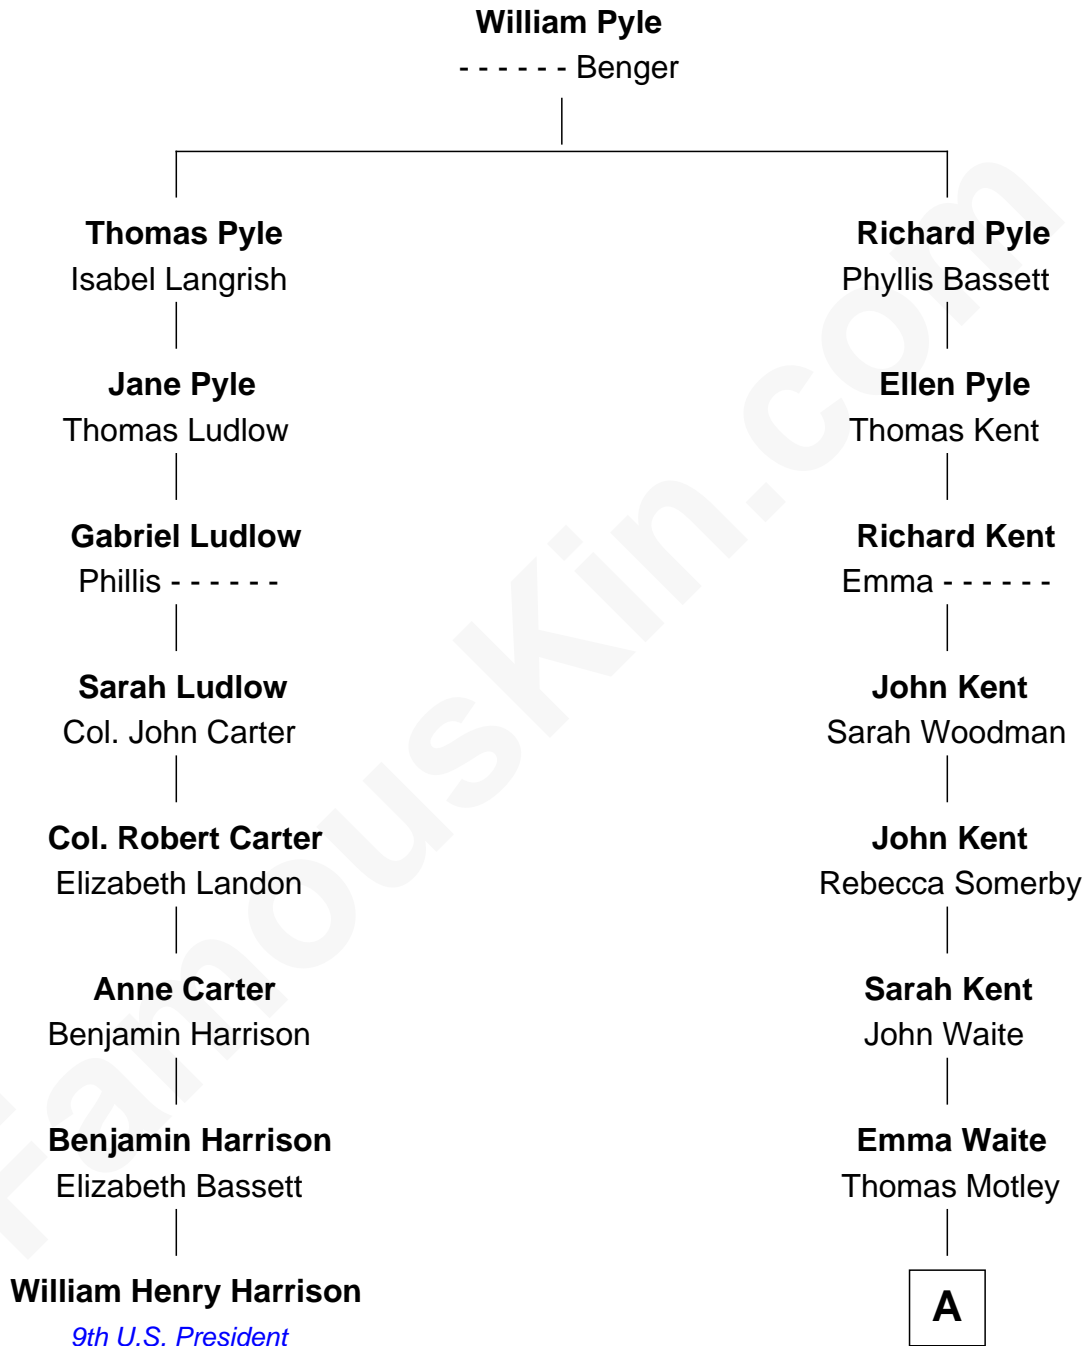 William Pyle
- - - - - - Benger
Thomas Pyle
Isabel Langrish
Richard Pyle
Phyllis Bassett
Jane Pyle
Thomas Ludlow
Ellen Pyle
Thomas Kent
Gabriel Ludlow
Phillis - - - - - -
Richard Kent
Emma - - - - - -
Sarah Ludlow
Col. John Carter
John Kent
Sarah Woodman
Col. Robert Carter
Elizabeth Landon
John Kent
Rebecca Somerby
Anne Carter
Benjamin Harrison
Sarah Kent
John Waite
Benjamin Harrison
Elizabeth Bassett
Emma Waite
Thomas Motley
William Henry Harrison
9th U.S. President
A
FamousKin.com